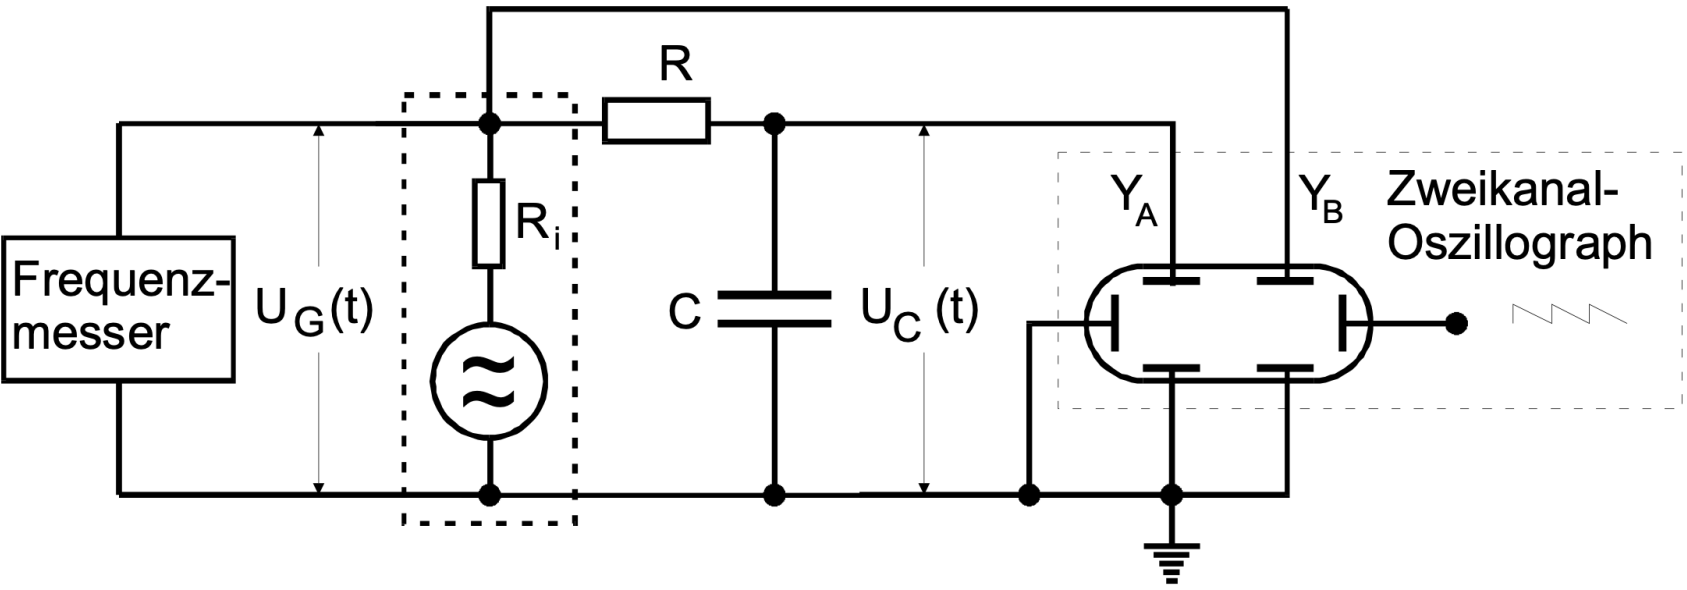 R
Y_A
Y_B
Zweikanal-
Oszillograph
R_i
Frequenz-
messer
U_G(t)
C
U_C (t)